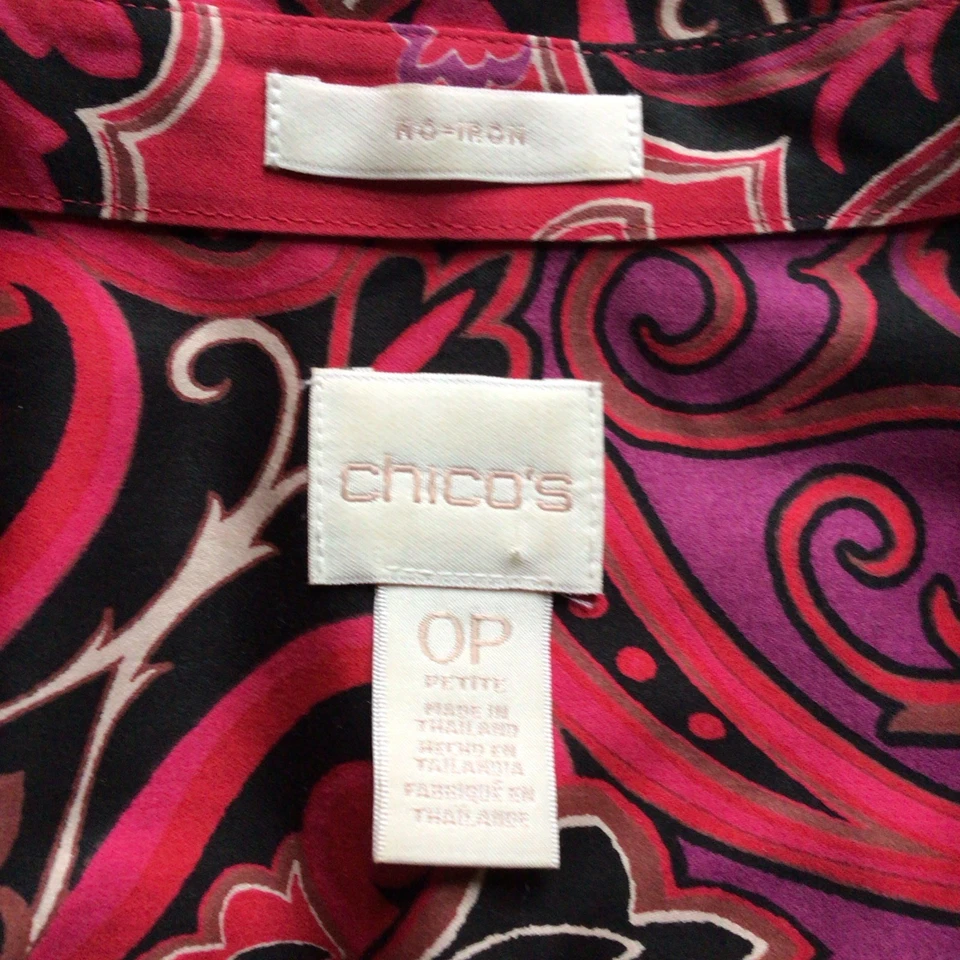 NO-IRON
chico's
0P
PETITE
MADE IN
THAILAND
HECHO EN
TAILANDIA
FABRIQUÉ EN
THAÏLANDE